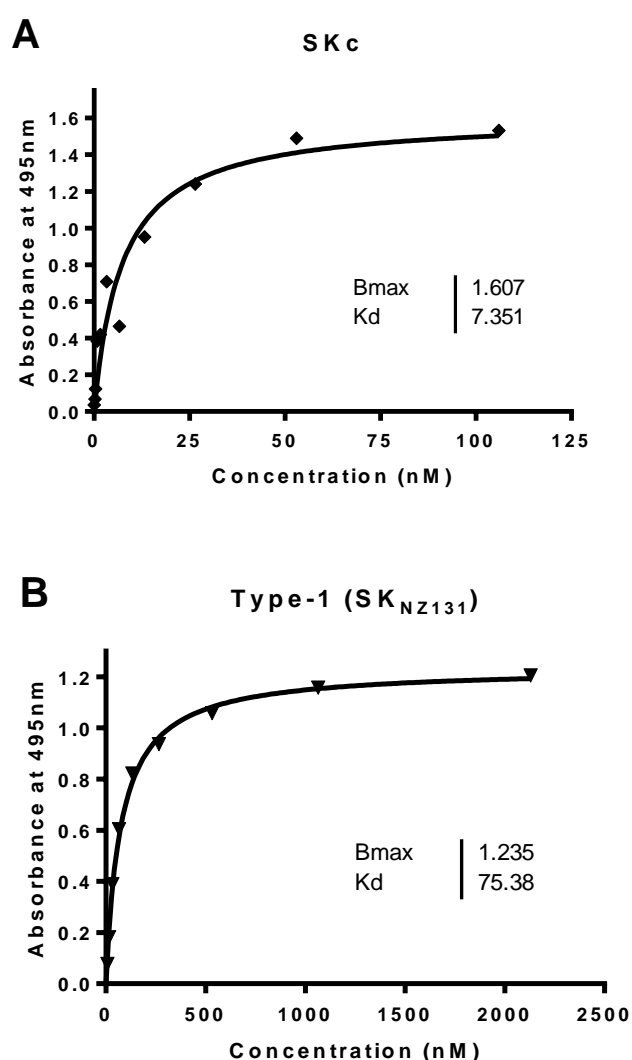 A
SKc
Absorbance at 495nm
1.6
1.4
1.2
1.0
0.8
0.6
0.4
0.2
0.0
Bmax 1.607
Kd 7.351
0 25 50 75 100 125
Concentration (nM)
B
Type-1 (SKNZ131)
Absorbance at 495nm
1.2
1.0
0.8
0.6
0.4
0.2
0.0
Bmax 1.235
Kd 75.38
0 500 1000 1500 2000 2500
Concentration (nM)